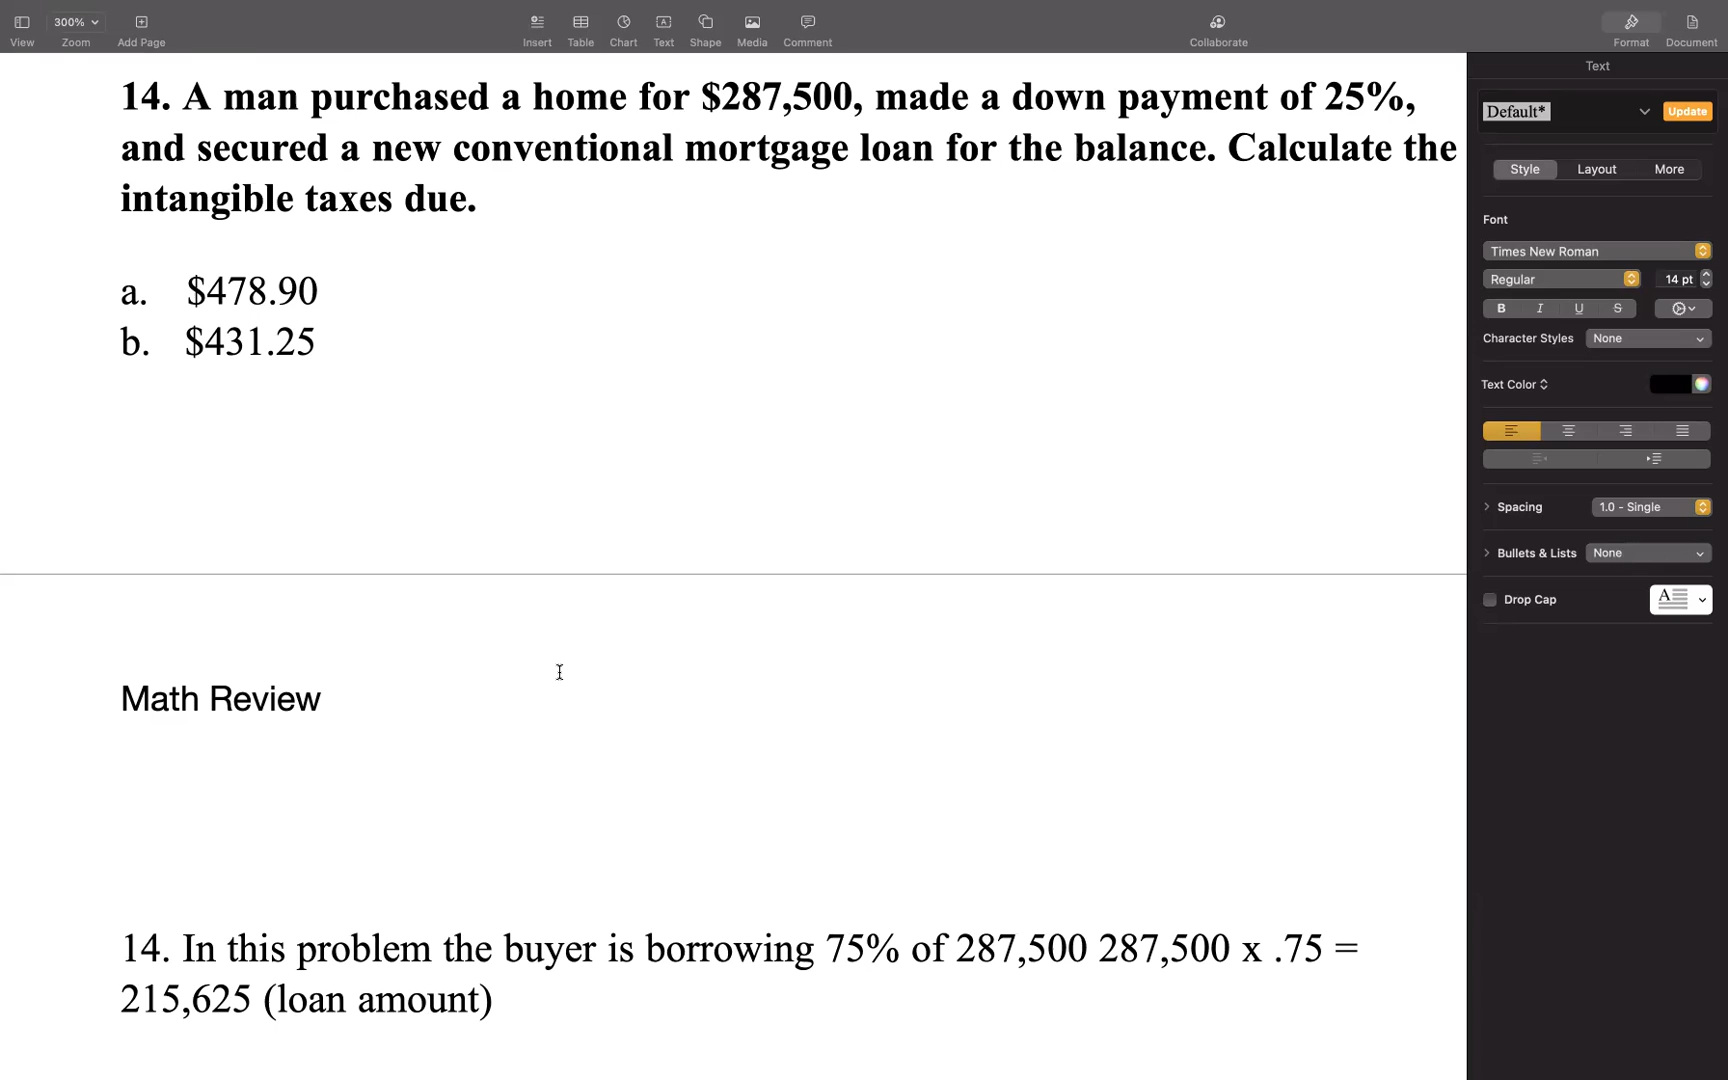 300%
View
Zoom
Add Page
Insert
Table
Chart
Text
Shape
Media
Comment
Collaborate
Format
Document
14. A man purchased a home for $287,500, made a down payment of 25%,
and secured a new conventional mortgage loan for the balance. Calculate the
intangible taxes due.
a. $478.90
b. $431.25
Math Review
14. In this problem the buyer is borrowing 75% of 287,500 287,500 x .75 =
215,625 (loan amount)
Text
Default*
Update
Style
Layout
More
Font
Times New Roman
Regular
14 pt
B I U S
Character Styles
None
Text Color
Spacing
1.0 - Single
Bullets & Lists
None
Drop Cap
A